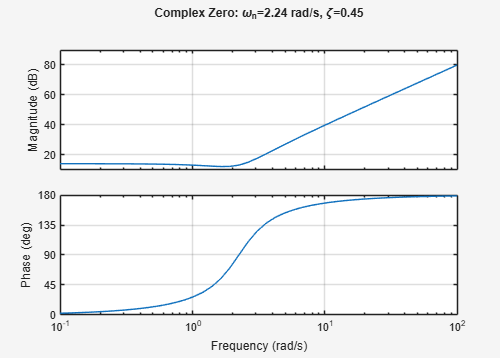 Complex Zero: ωn=2.24 rad/s, ζ=0.45
80
60
40
20
Magnitude (dB)
180
135
90
45
0
Phase (deg)
10-1 100 101 102
Frequency (rad/s)